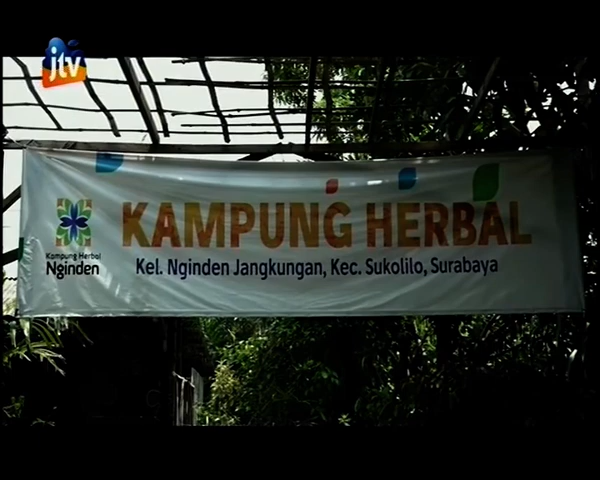 jtv
KAMPUNG HERBAL
Kel. Nginden Jangkungan, Kec. Sukolilo, Surabaya
Kampung Herbal
Nginden